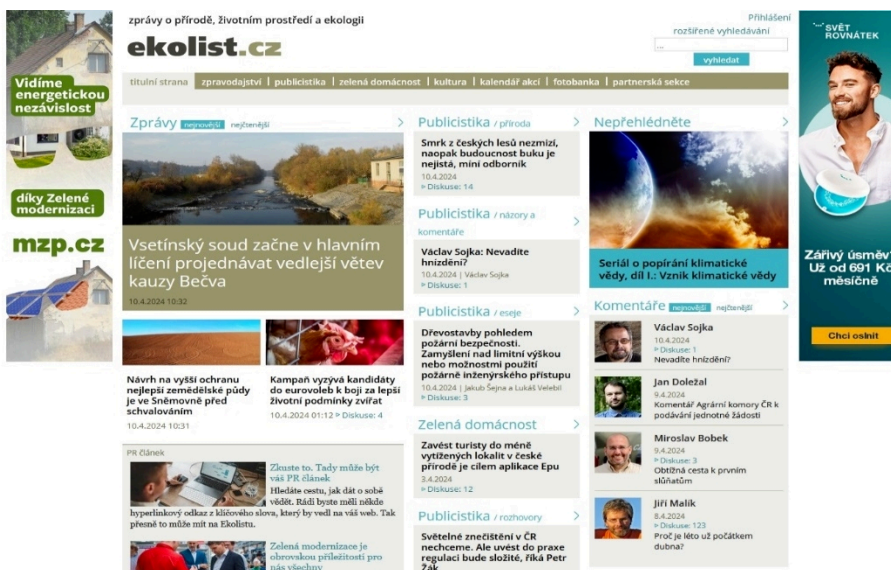 zprávy o přírodě, životním prostředí a ekologii
ekolist.cz
Přihlášení
rozšířené vyhledávání
...
vyhledat
titulní strana | zpravodajství | publicistika | zelená domácnost | kultura | kalendář akcí | fotobanka | partnerská sekce
Vidíme
energetickou
nezávislost
díky Zelené
modernizaci
mzp.cz
Zprávy nejnovější nejčtenější >
Vsetínský soud začne v hlavním
líčení projednávat vedlejší větev
kauzy Bečva
10.4.2024 10:32
Návrh na vyšší ochranu
nejlepší zemědělské půdy
je ve Sněmovně před
schvalováním
10.4.2024 10:31
Kampaň vyzývá kandidáty
do eurovoleb k boji za lepší
životní podmínky zvířat
10.4.2024 01:12 Diskuse: 4
PR článek
Zkuste to. Tady může být
váš PR článek
Hledáte cestu, jak dát o sobě
vědět. Rádi byste měli někde
hyperlinkový odkaz z klíčového slova, který by vedl na váš web. Tak
přesně to může mít na Ekolistu.
Zelená modernizace je
obrovskou příležitostí pro
nás všechny
Publicistika / příroda >
Smrk z českých lesů nezmizí,
naopak budoucnost buku je
nejistá, míní odborník
10.4.2024
Diskuse: 14
Publicistika / názory a
komentáře >
Václav Sojka: Nevadíte
hnízdění?
10.4.2024 | Václav Sojka
Diskuse: 1
Publicistika / eseje >
Dřevostavby pohledem
požární bezpečnosti.
Zamyšlení nad limitní výškou
nebo možnostmi použití
požárně inženýrského přístupu
10.4.2024 | Jakub Šejna a Lukáš Velebil
Diskuse: 3
Zelená domácnost >
Zavést turisty do méně
vytížených lokalit v české
přírodě je cílem aplikace Epu
3.4.2024
Diskuse: 12
Publicistika / rozhovory >
Světelné znečištění v ČR
nechceme. Ale uvést do praxe
regulaci bude složité, říká Petr
Žák
Nepřehlédněte >
Seriál o popírání klimatické
vědy, díl I.: Vznik klimatické vědy
Komentáře nejnovější nejčtenější >
Václav Sojka
10.4.2024
Diskuse: 1
Nevadíte hnízdění?
Jan Doležal
9.4.2024
Komentář Agrární komory ČR k
podávání jednotné žádosti
Miroslav Bobek
9.4.2024
Diskuse: 3
Obtížná cesta k prvním
slůňatům
Jiří Malík
8.4.2024
Diskuse: 123
Proč je léto už počátkem
dubna?
SVĚT
ROVNÁTEK
Zářivý úsměv?
Už od 691 Kč
měsíčně
Chci oslnit